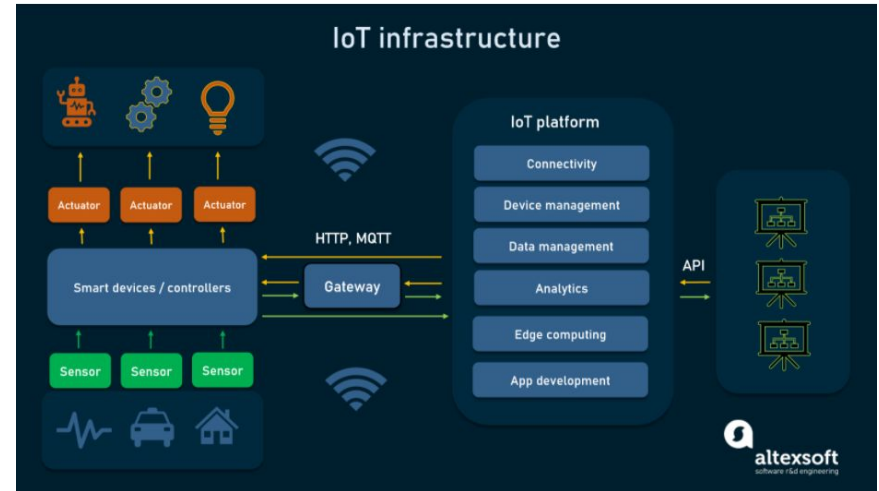 IoT infrastructure
IoT platform
Connectivity
Device management
Data management
Analytics
Edge computing
App development
Actuator
Actuator
Actuator
HTTP, MQTT
Smart devices / controllers
Gateway
API
Sensor
Sensor
Sensor
altexsoft
software r&d engineering